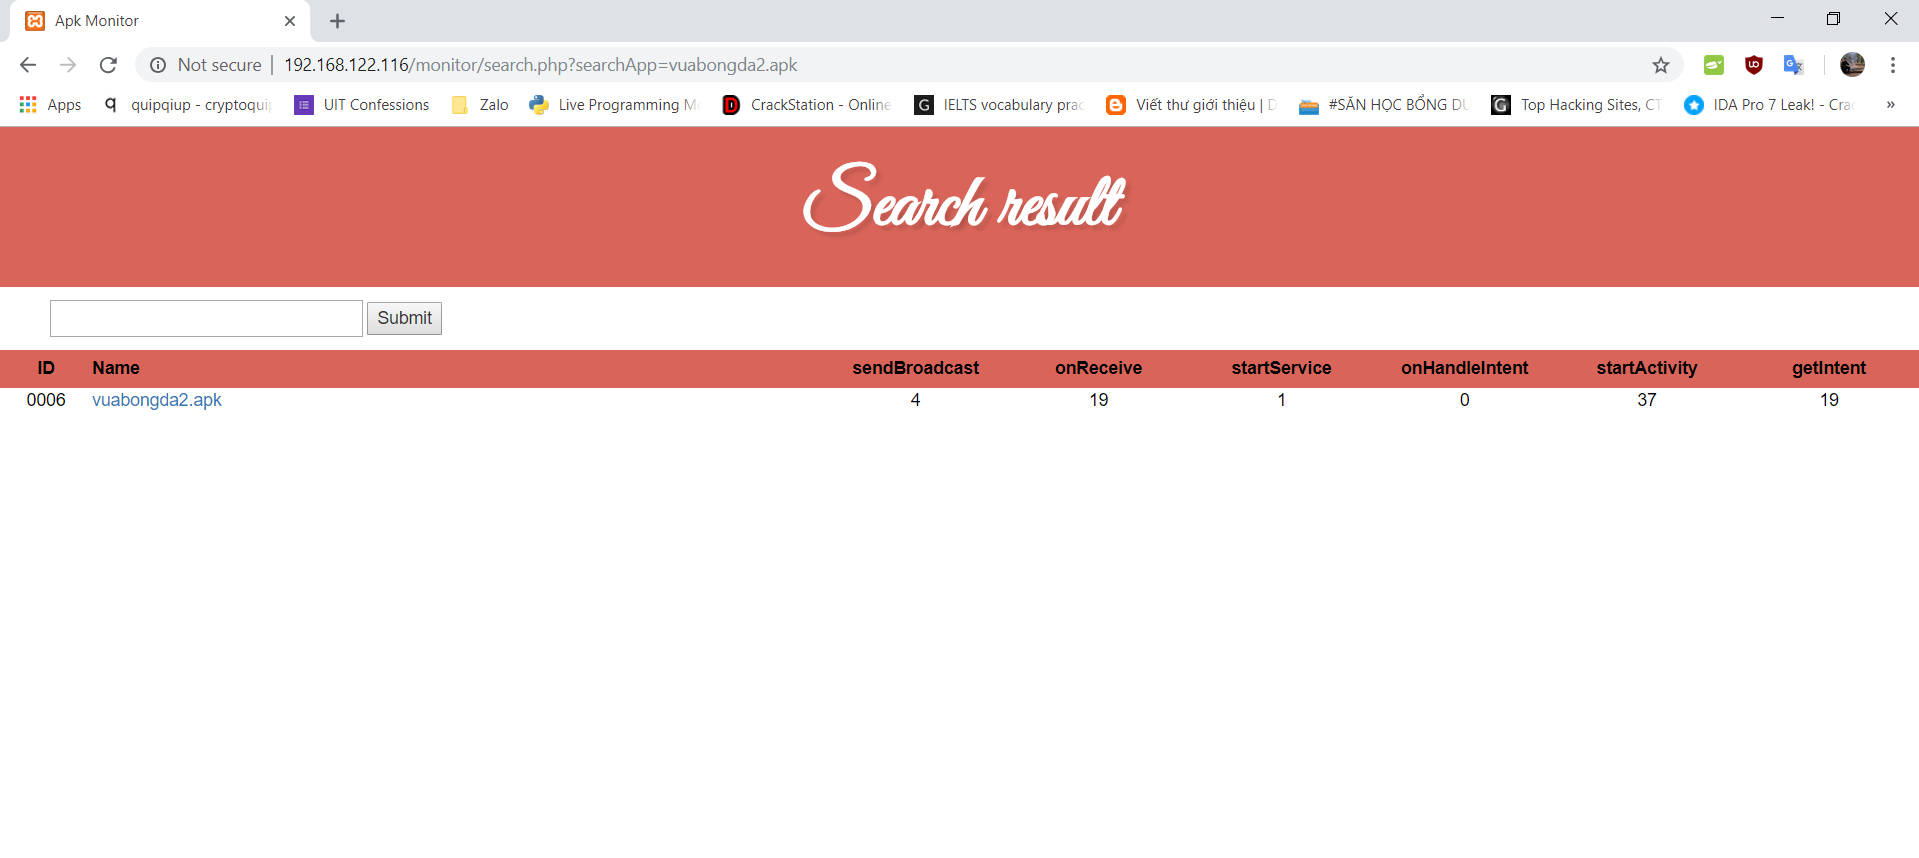 Apk Monitor
Not secure | 192.168.122.116/monitor/search.php?searchApp=vuabongda2.apk
Apps quipqiup - cryptoquip UIT Confessions Zalo Live Programming M CrackStation - Online IELTS vocabulary prac Viết thư giới thiệu | D #SĂN HỌC BỔNG DU Top Hacking Sites, CT IDA Pro 7 Leak! - Cra »
Search result
Submit
ID Name sendBroadcast onReceive startService onHandleIntent startActivity getIntent
0006 vuabongda2.apk 4 19 1 0 37 19